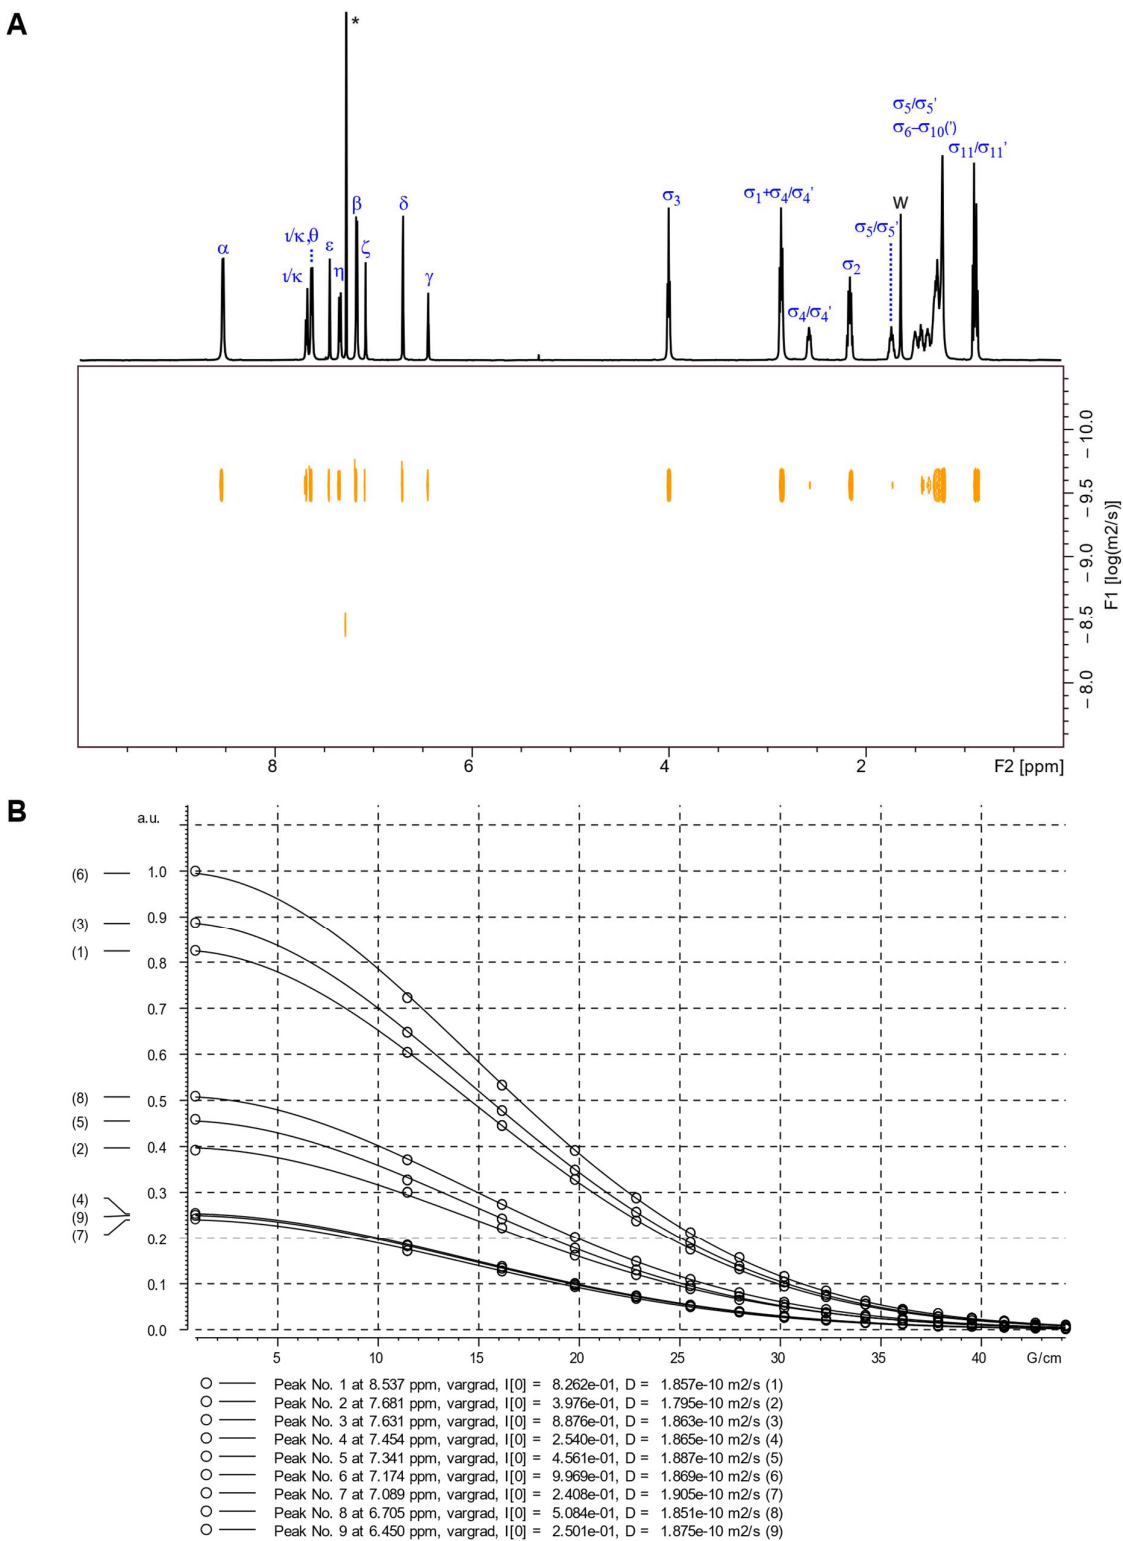 A
*
σ₅/σ₅'
σ₆–σ₁₀(')
σ₁₁/σ₁₁'
σ₃
σ₁+σ₄/σ₄'
w
β
δ
σ₅/σ₅'
ι/κ,θ
ε
α
ζ
σ₂
ι/κ
η
γ
σ₄/σ₄'
-10.0
-9.5
-9.0
-8.5
-8.0
F1 [log(m2/s)]
8 6 4 2 F2 [ppm]
B
a.u.
(6) 1.0
(3) 0.9
(1) 0.8
0.7
0.6
(8) 0.5
(5)
(2) 0.4
(4) 0.3
(9)
(7) 0.2
0.1
0.0
5 10 15 20 25 30 35 40 G/cm
Peak No. 1 at 8.537 ppm, vargrad, I[0] = 8.262e-01, D = 1.857e-10 m2/s (1)
Peak No. 2 at 7.681 ppm, vargrad, I[0] = 3.976e-01, D = 1.795e-10 m2/s (2)
Peak No. 3 at 7.631 ppm, vargrad, I[0] = 8.876e-01, D = 1.863e-10 m2/s (3)
Peak No. 4 at 7.454 ppm, vargrad, I[0] = 2.540e-01, D = 1.865e-10 m2/s (4)
Peak No. 5 at 7.341 ppm, vargrad, I[0] = 4.561e-01, D = 1.887e-10 m2/s (5)
Peak No. 6 at 7.174 ppm, vargrad, I[0] = 9.969e-01, D = 1.869e-10 m2/s (6)
Peak No. 7 at 7.089 ppm, vargrad, I[0] = 2.408e-01, D = 1.905e-10 m2/s (7)
Peak No. 8 at 6.705 ppm, vargrad, I[0] = 5.084e-01, D = 1.851e-10 m2/s (8)
Peak No. 9 at 6.450 ppm, vargrad, I[0] = 2.501e-01, D = 1.875e-10 m2/s (9)